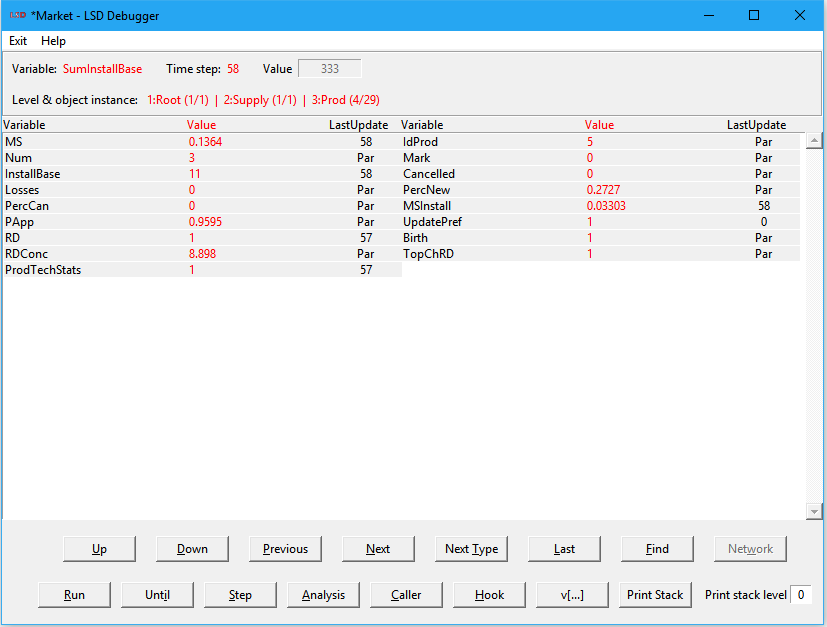 LSD *Market - LSD Debugger
Exit Help
Variable: SumInstallBase Time step: 58 Value 333
Level & object instance: 1:Root (1/1) | 2:Supply (1/1) | 3:Prod (4/29)
Variable Value LastUpdate Variable Value LastUpdate
MS 0.1364 58 IdProd 5 Par
Num 3 Par Mark 0 Par
InstallBase 11 58 Cancelled 0 Par
Losses 0 Par PercNew 0.2727 Par
PercCan 0 Par MSInstall 0.03303 58
PApp 0.9595 Par UpdatePref 1 0
RD 1 57 Birth 1 Par
RDConc 8.898 Par TopChRD 1 Par
ProdTechStats 1 57
Up Down Previous Next Next Type Last Find Network
Run Until Step Analysis Caller Hook v[...] Print Stack Print stack level 0